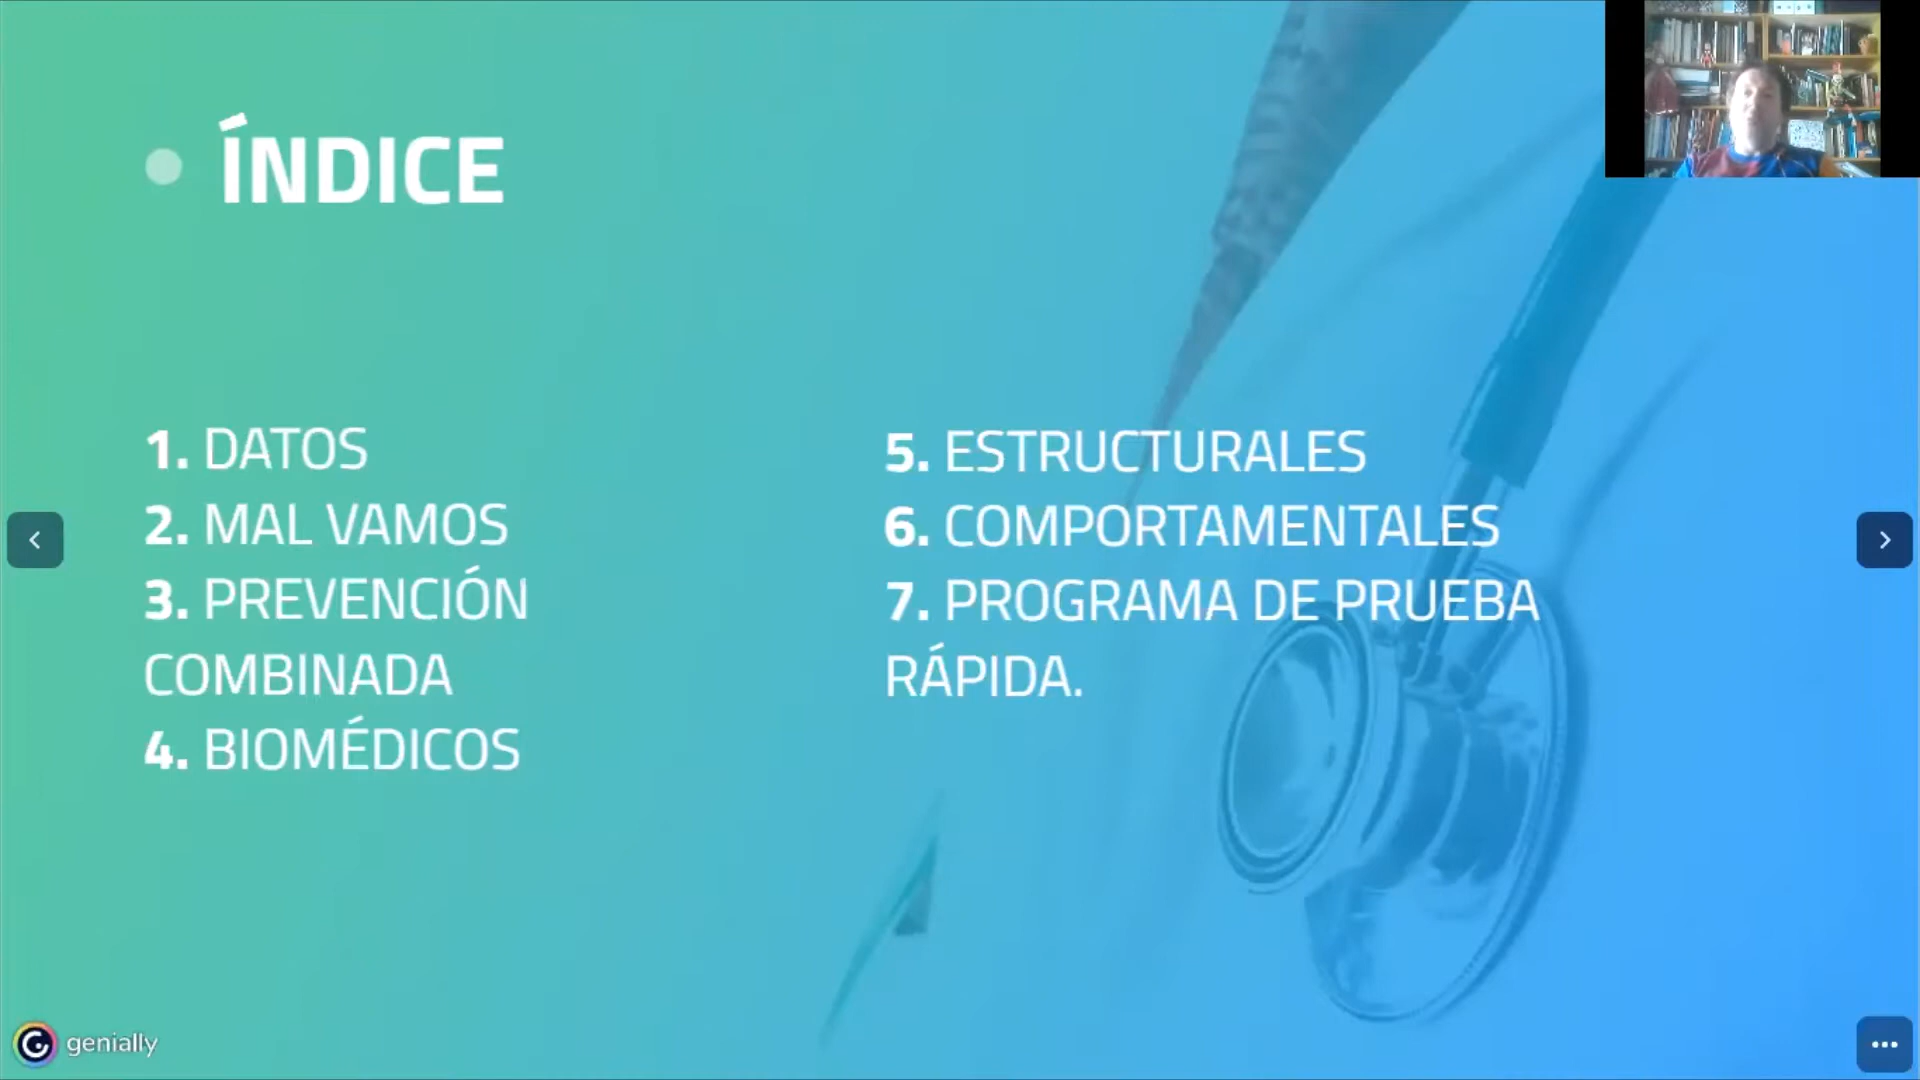 ÍNDICE
1. DATOS
2. MAL VAMOS
3. PREVENCIÓN
COMBINADA
4. BIOMÉDICOS
5. ESTRUCTURALES
6. COMPORTAMENTALES
7. PROGRAMA DE PRUEBA
RÁPIDA.
genially